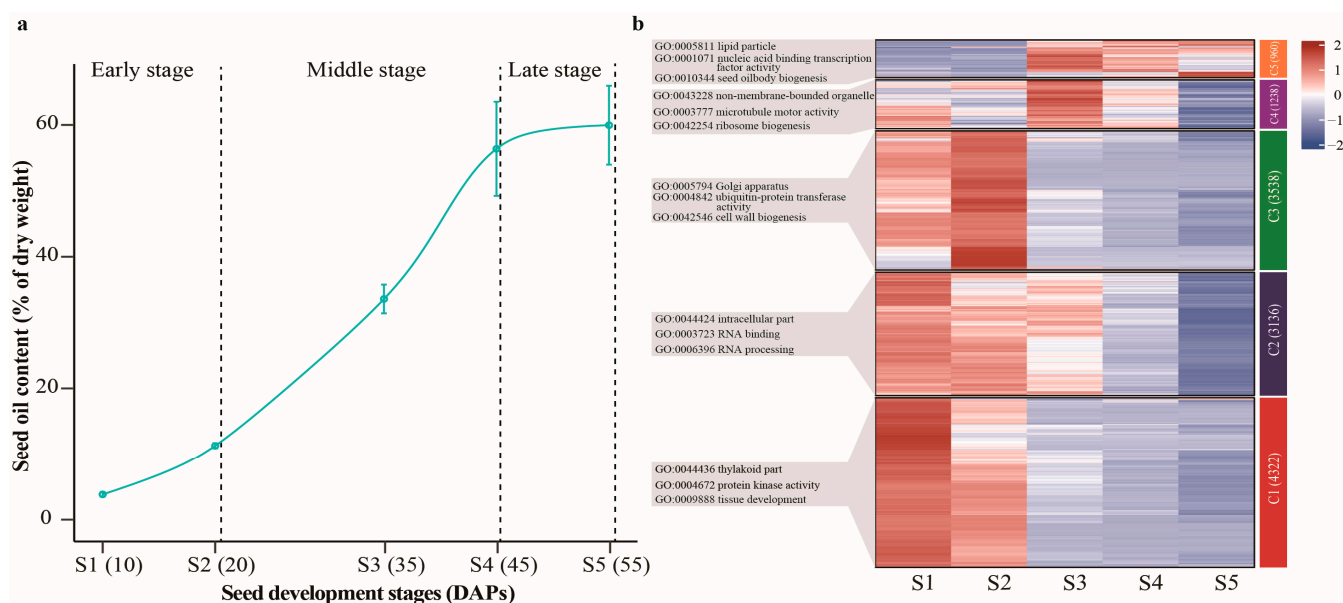 a
Early stage
Middle stage
Late stage
60
40
20
0
Seed oil content (% of dry weight)
S1 (10)
S2 (20)
S3 (35)
S4 (45)
S5 (55)
Seed development stages (DAPs)
b
GO:0005811 lipid particle
GO:0001071 nucleic acid binding transcription
factor activity
GO:0010344 seed oilbody biogenesis
GO:0043228 non-membrane-bounded organelle
GO:0003777 microtubule motor activity
GO:0042254 ribosome biogenesis
GO:0005794 Golgi apparatus
GO:0004842 ubiquitin-protein transferase
activity
GO:0042546 cell wall biogenesis
GO:0044424 intracellular part
GO:0003723 RNA binding
GO:0006396 RNA processing
GO:0044436 thylakoid part
GO:0004672 protein kinase activity
GO:0009888 tissue development
C5 (960)
C4 (1238)
C3 (3538)
C2 (3136)
C1 (4322)
S1
S2
S3
S4
S5
2
1
0
−1
−2